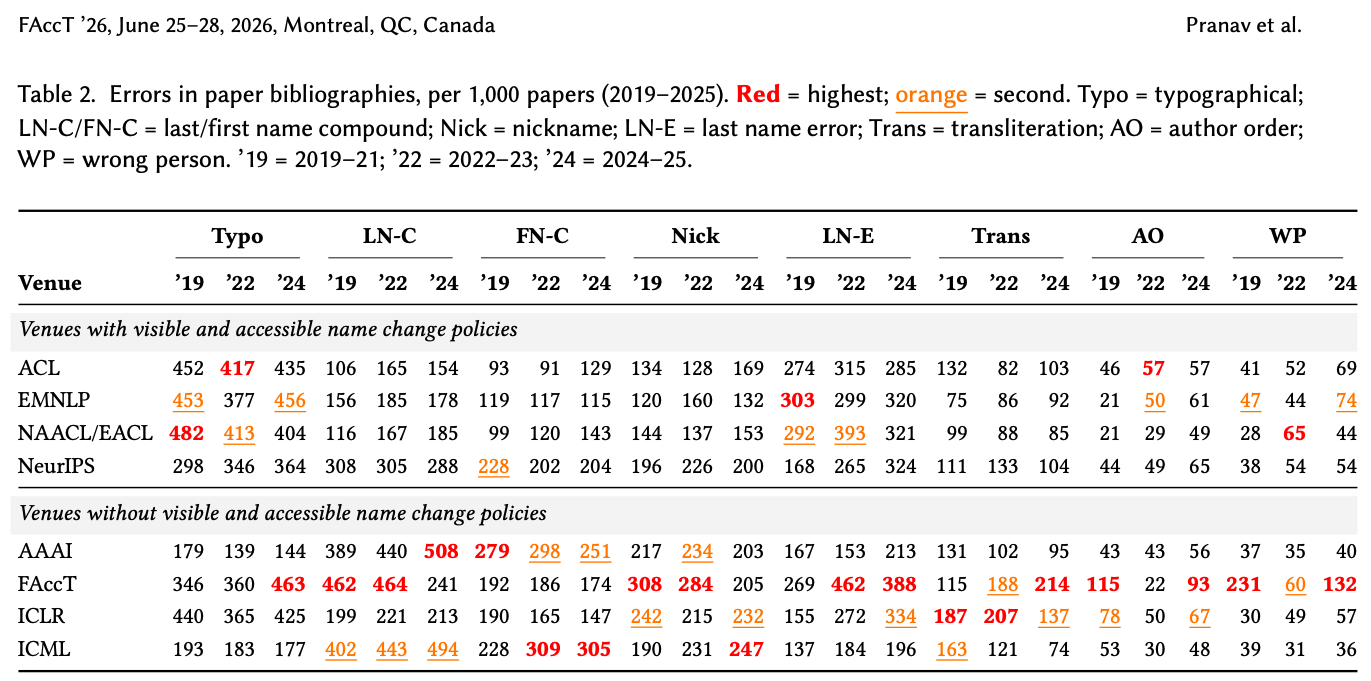 FAccT ’26, June 25–28, 2026, Montreal, QC, Canada Pranav et al.
Table 2. Errors in paper bibliographies, per 1,000 papers (2019–2025). Red = highest; orange = second. Typo = typographical;
LN-C/FN-C = last/first name compound; Nick = nickname; LN-E = last name error; Trans = transliteration; AO = author order;
WP = wrong person. ’19 = 2019–21; ’22 = 2022–23; ’24 = 2024–25.
Typo LN-C FN-C Nick LN-E Trans AO WP
Venue ’19 ’22 ’24 ’19 ’22 ’24 ’19 ’22 ’24 ’19 ’22 ’24 ’19 ’22 ’24 ’19 ’22 ’24 ’19 ’22 ’24 ’19 ’22 ’24
Venues with visible and accessible name change policies
ACL 452 417 435 106 165 154 93 91 129 134 128 169 274 315 285 132 82 103 46 57 57 41 52 69
EMNLP 453 377 456 156 185 178 119 117 115 120 160 132 303 299 320 75 86 92 21 50 61 47 44 74
NAACL/EACL 482 413 404 116 167 185 99 120 143 144 137 153 292 393 321 99 88 85 21 29 49 28 65 44
NeurIPS 298 346 364 308 305 288 228 202 204 196 226 200 168 265 324 111 133 104 44 49 65 38 54 54
Venues without visible and accessible name change policies
AAAI 179 139 144 389 440 508 279 298 251 217 234 203 167 153 213 131 102 95 43 43 56 37 35 40
FAccT 346 360 463 462 464 241 192 186 174 308 284 205 269 462 388 115 188 214 115 22 93 231 60 132
ICLR 440 365 425 199 221 213 190 165 147 242 215 232 155 272 334 187 207 137 78 50 67 30 49 57
ICML 193 183 177 402 443 494 228 309 305 190 231 247 137 184 196 163 121 74 53 30 48 39 31 36